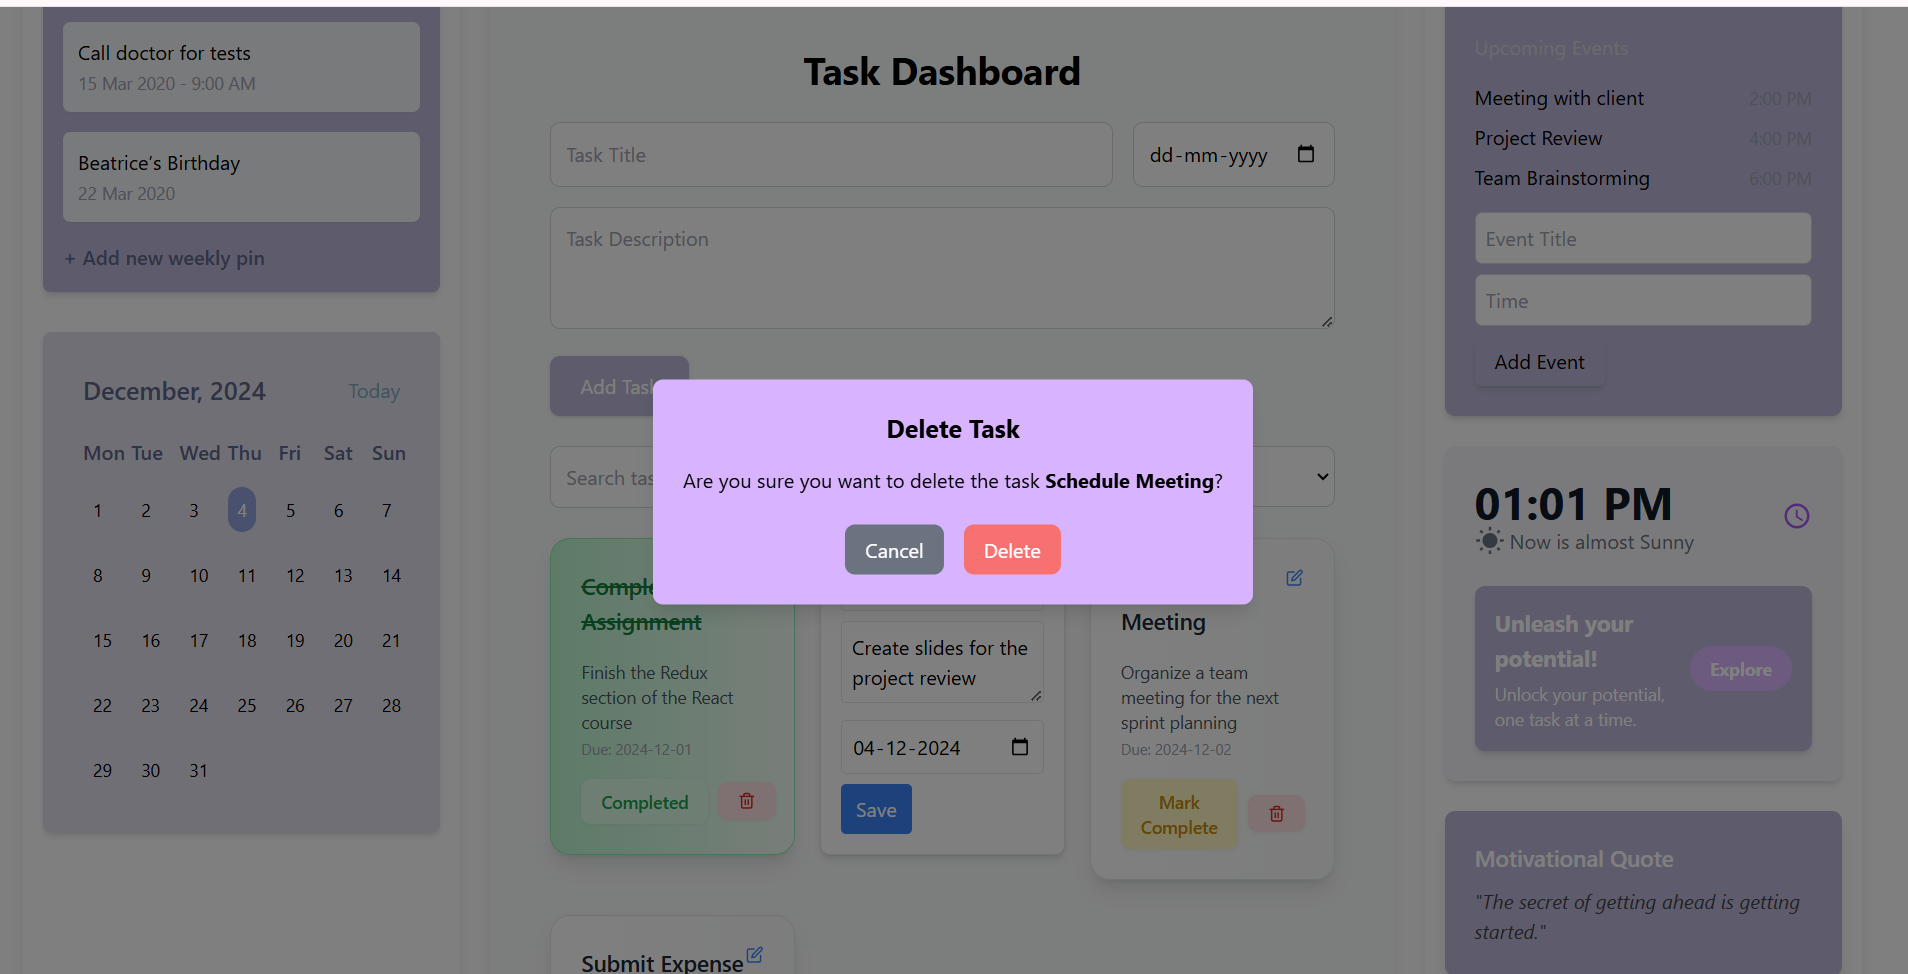 Call doctor for tests
15 Mar 2020 - 9:00 AM
Beatrice’s Birthday
22 Mar 2020
+ Add new weekly pin
December, 2024
Today
Mon Tue Wed Thu Fri Sat Sun
1 2 3 4 5 6 7
8 9 10 11 12 13 14
15 16 17 18 19 20 21
22 23 24 25 26 27 28
29 30 31
Task Dashboard
Task Title
dd-mm-yyyy
Task Description
Add Task
Search
Delete Task
Are you sure you want to delete the task Schedule Meeting?
Cancel
Delete
Assignment
Finish the Redux
section of the React
course
Due: 2024-12-01
Completed
Create slides for the
project review
04-12-2024
Save
Meeting
Organize a team
meeting for the next
sprint planning
Due: 2024-12-02
Mark
Complete
Submit Expense
Upcoming Events
Meeting with client 2:00 PM
Project Review 4:00 PM
Team Brainstorming 6:00 PM
Event Title
Time
Add Event
01:01 PM
Now is almost Sunny
Unleash your
potential!
Unlock your potential,
one task at a time.
Explore
Motivational Quote
"The secret of getting ahead is getting
started."